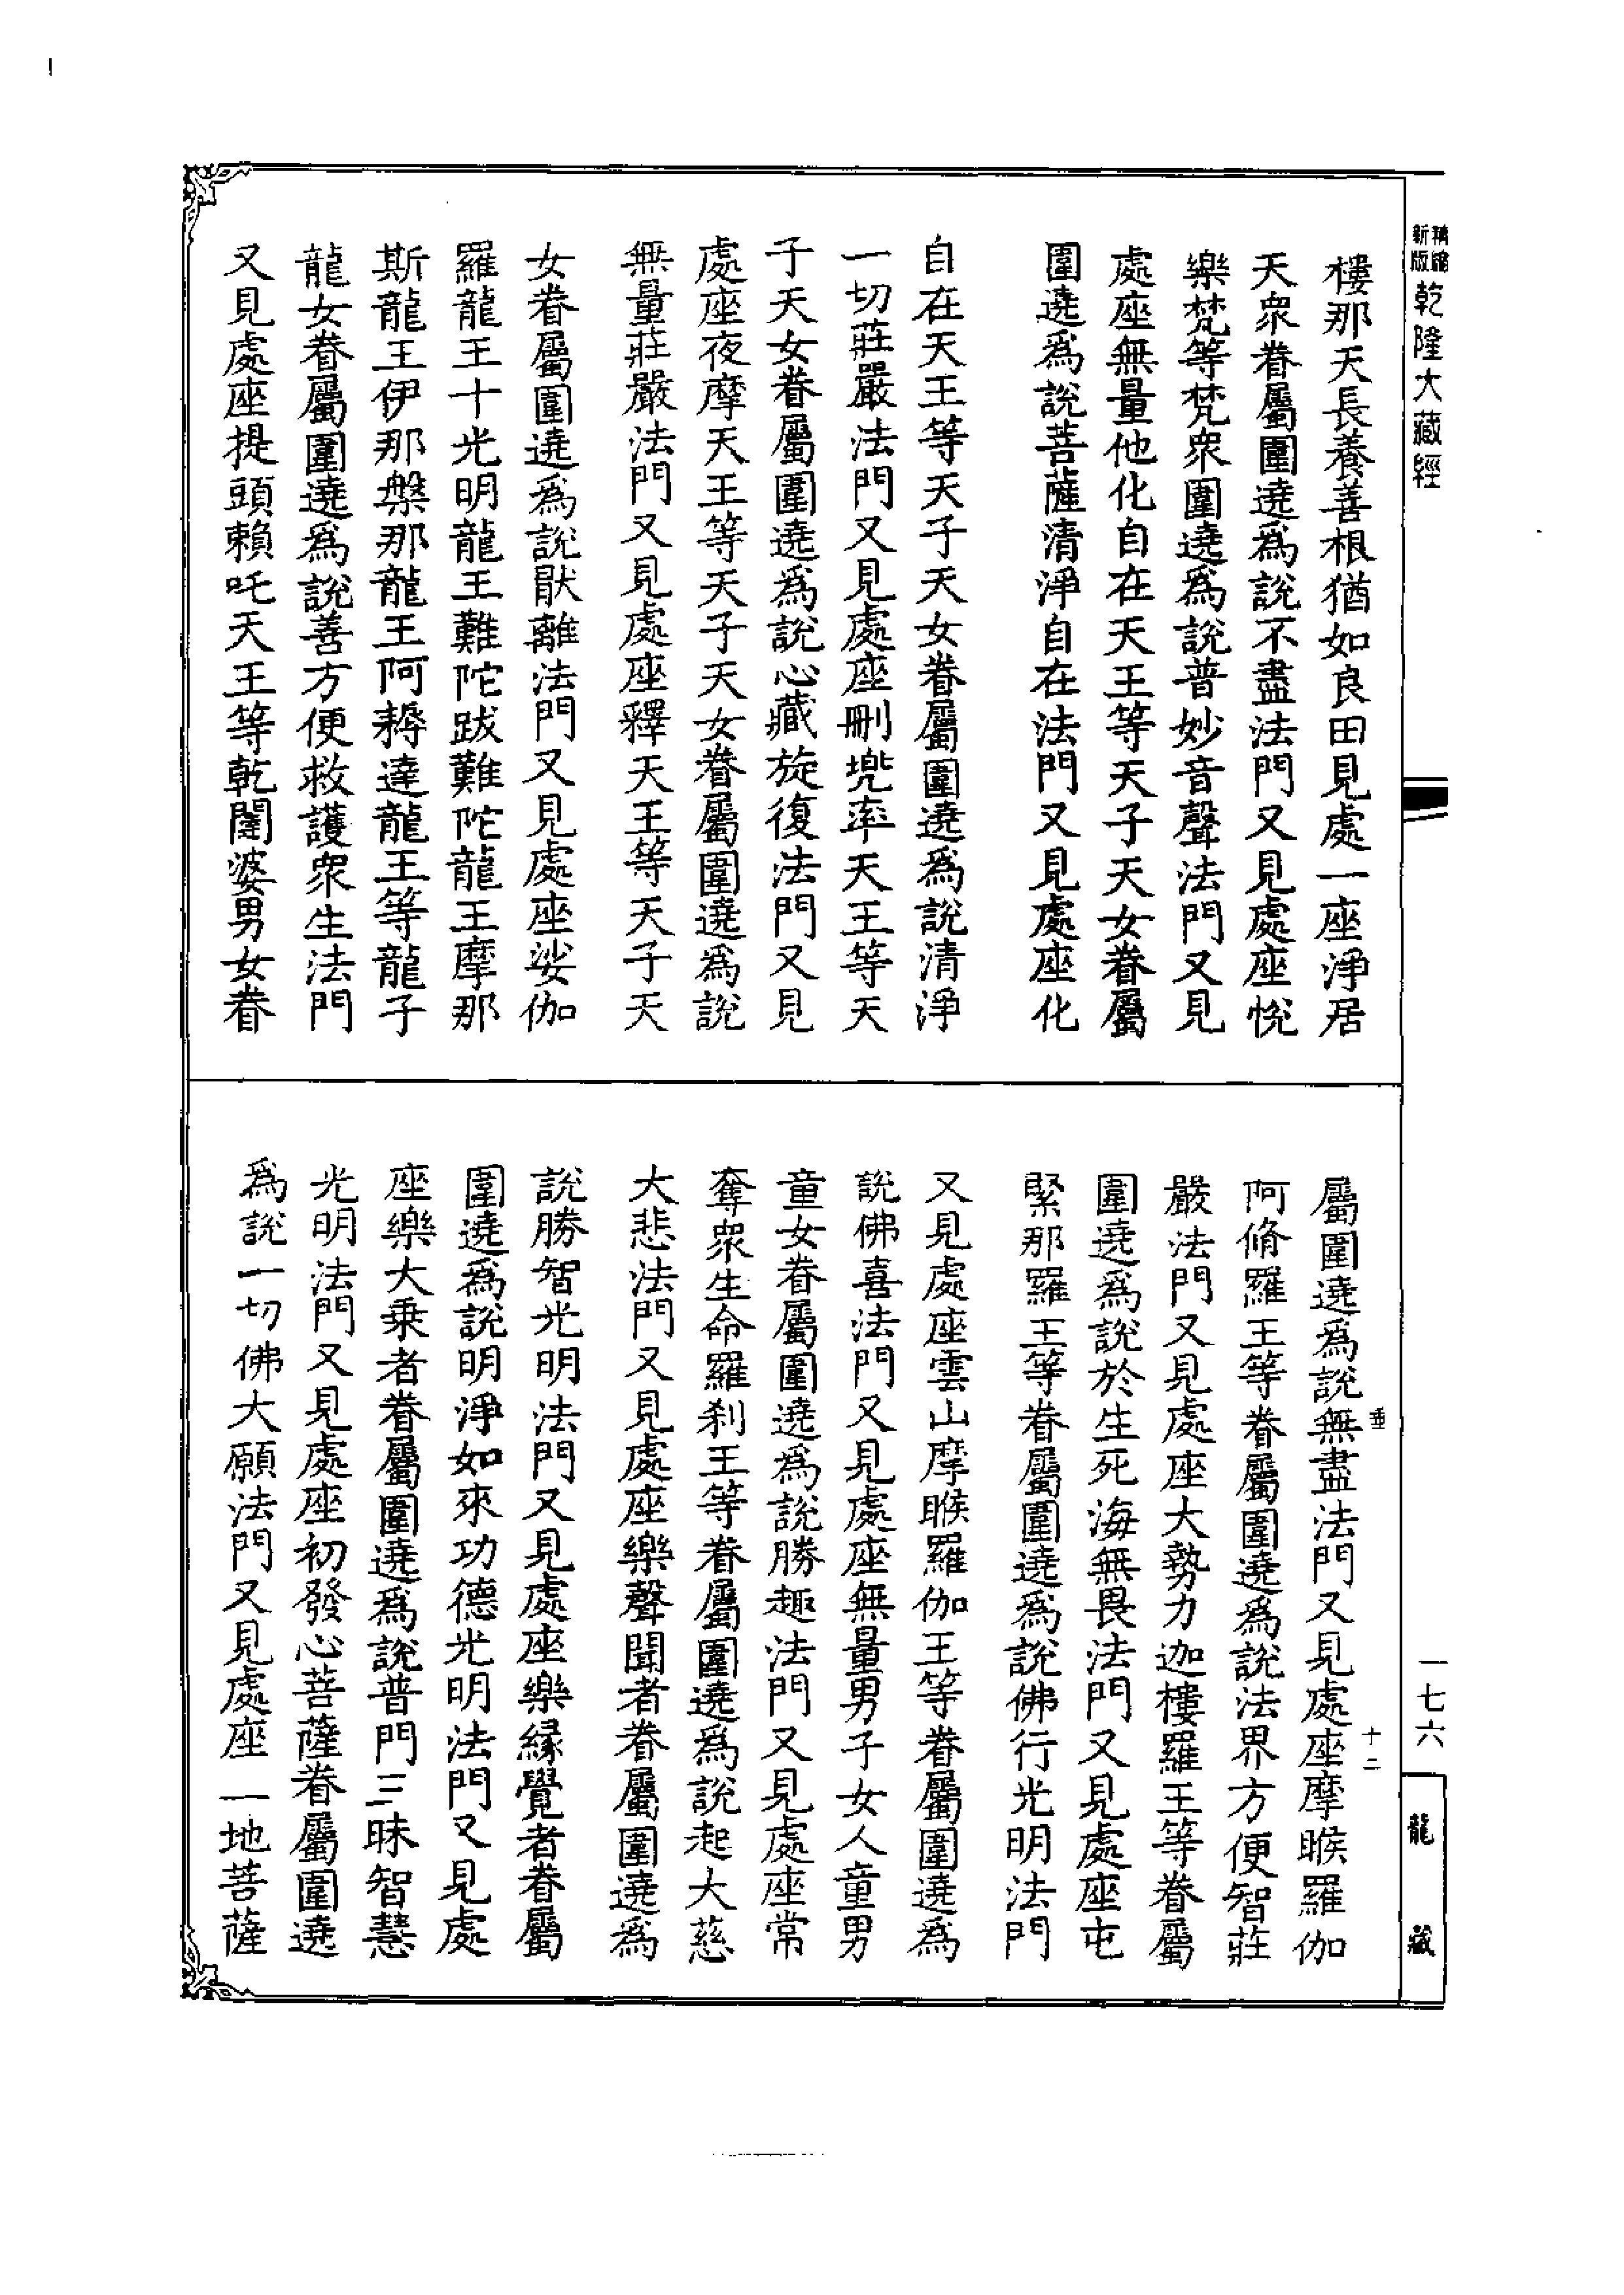 新版精縮乾隆大藏經
樓那天長養善根猶如良田見處一座淨居
天衆眷屬圍遶爲說不盡法門又見處座悅
樂梵等梵衆圍遶爲說普妙音聲法門又見
處座無量他化自在天王等天子天女眷屬
圍遶爲說菩薩清淨自在法門又見處座化
自在天王等天子天女眷屬圍遶爲說清淨
一切莊嚴法門又見處座刪兜率天王等天
子天女眷屬圍遶爲說心藏旋復法門又見
處座夜摩天王等天子天女眷屬圍遶爲說
無量莊嚴法門又見處座釋天王等天子天
女眷屬圍遶爲說猒離法門又見處座娑伽
羅龍王十光明龍王難陀跋難陀龍王摩那
斯龍王伊那槃那龍王阿耨達龍王等龍子
龍女眷屬圍遶爲說善方便救護衆生法門
又見處座提頭賴吒天王等乾闥婆男女眷
屬圍遶爲說無盡法門又見處座摩睺羅伽
阿脩羅王等眷屬圍遶爲說法界方便智莊
嚴法門又見處座大勢力迦樓羅王等眷屬
圍遶爲說於生死海無畏法門又見處座屯
緊那羅王等眷屬圍遶爲說佛行光明法門
又見處座雲山摩睺羅伽王等眷屬圍遶爲
說佛喜法門又見處座無量男子女人童男
童女眷屬圍遶爲說勝趣法門又見處座常
奪衆生命羅刹王等眷屬圍遶爲說起大慈
大悲法門又見處座樂聲聞者眷屬圍遶爲
說勝智光明法門又見處座樂緣覺者眷屬
圍遶爲說明淨如來功德光明法門又見處
座樂大乘者眷屬圍遶爲說普門三昧智慧
光明法門又見處座初發心菩薩眷屬圍遶
爲說一切佛大願法門又見處座一地菩薩
垂
十二
一七六
龍藏